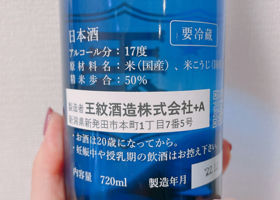 日本酒
要冷蔵
アルコール分：17度
原材料名：米(国産)、米こうじ
精米歩合：50%
製造者 王紋酒造株式会社+A
新潟県新発田市本町1丁目7番5号
・お酒は20歳になってから。
・妊娠中や授乳期の飲酒はお控え下さい。
内容量 720ml 製造年月